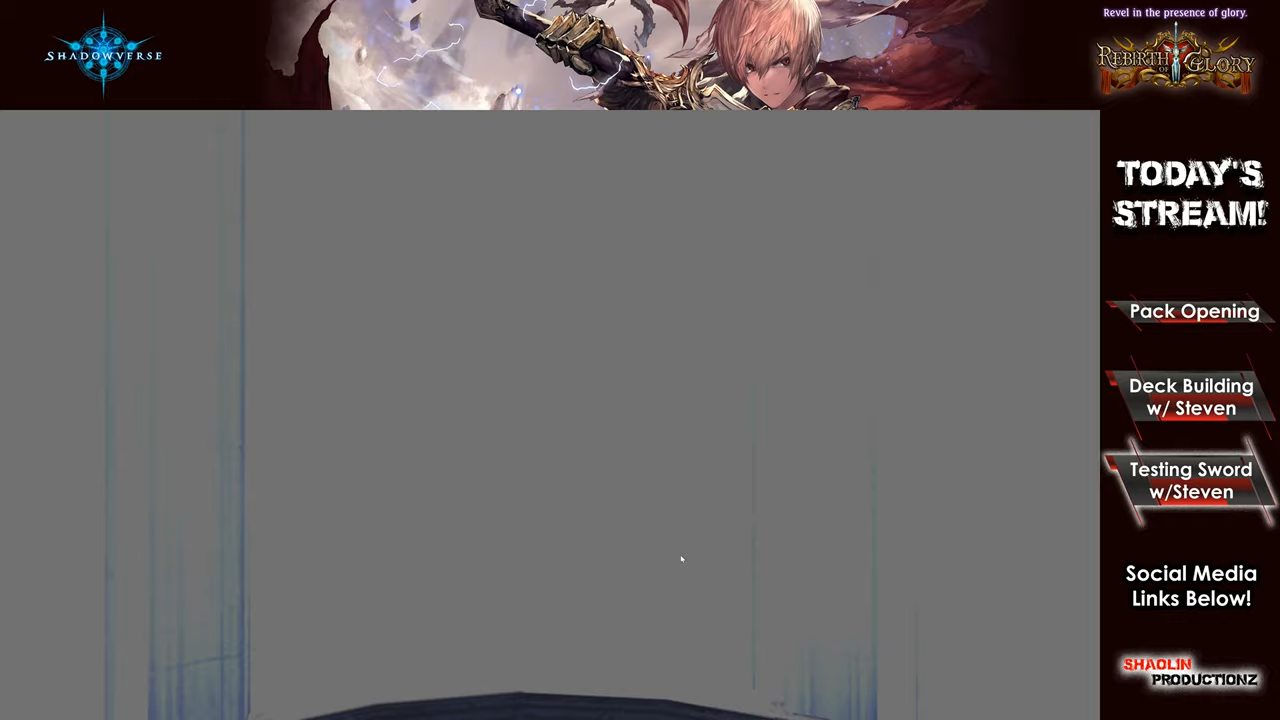 SHADOWVERSE
Revel in the presence of glory.
REBIRTH OF GLORY
TODAY'S
STREAM!
Pack Opening
Deck Building
w/ Steven
Testing Sword
w/Steven
Social Media
Links Below!
SHAOLIN
PRODUCTIONZ